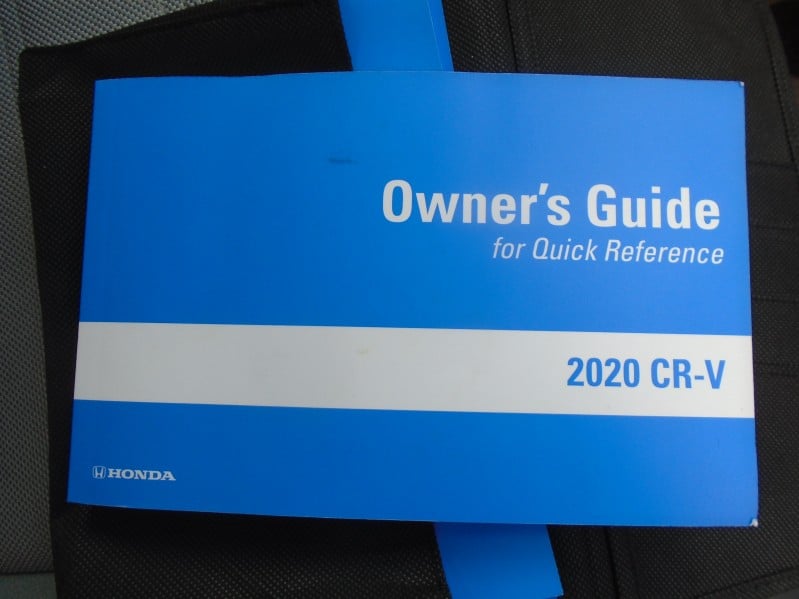 Owner's Guide
for Quick Reference
2020 CR-V
HONDA